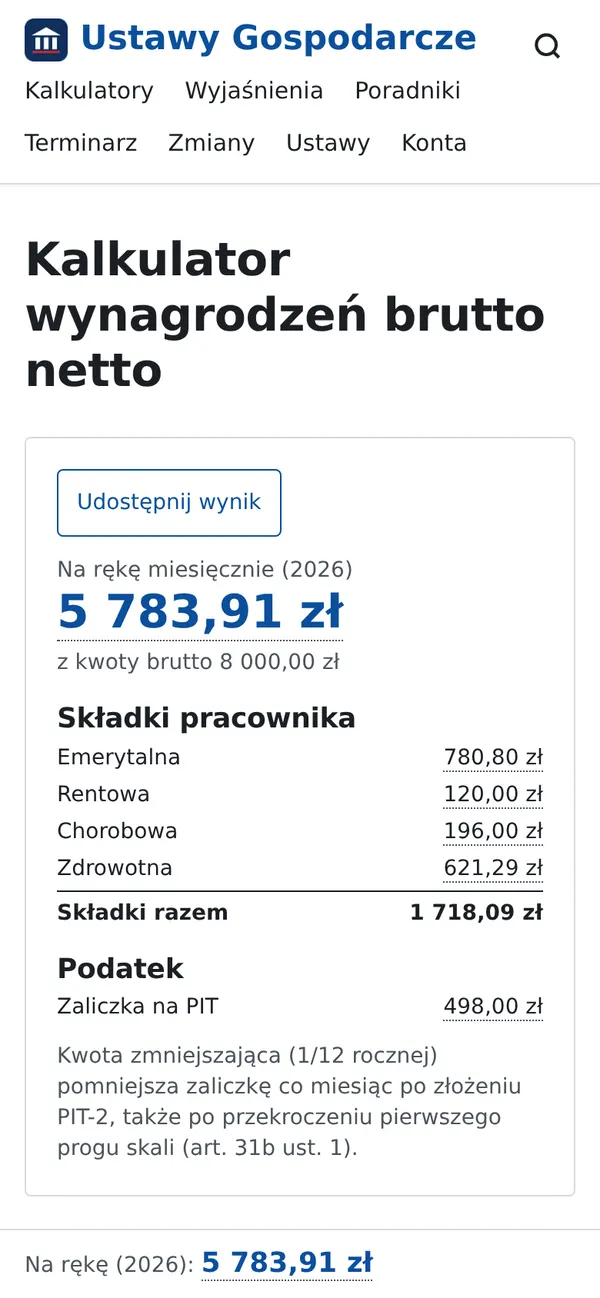 Ustawy Gospodarcze
Kalkulatory Wyjaśnienia Poradniki
Terminarz Zmiany Ustawy Konta
Kalkulator
wynagrodzeń brutto
netto
Udostępnij wynik
Na rękę miesięcznie (2026)
5 783,91 zł
z kwoty brutto 8 000,00 zł
Składki pracownika
Emerytalna 780,80 zł
Rentowa 120,00 zł
Chorobowa 196,00 zł
Zdrowotna 621,29 zł
Składki razem 1 718,09 zł
Podatek
Zaliczka na PIT 498,00 zł
Kwota zmniejszająca (1/12 rocznej)
pomniejsza zaliczkę co miesiąc po złożeniu
PIT-2, także po przekroczeniu pierwszego
progu skali (art. 31b ust. 1).
Na rękę (2026): 5 783,91 zł